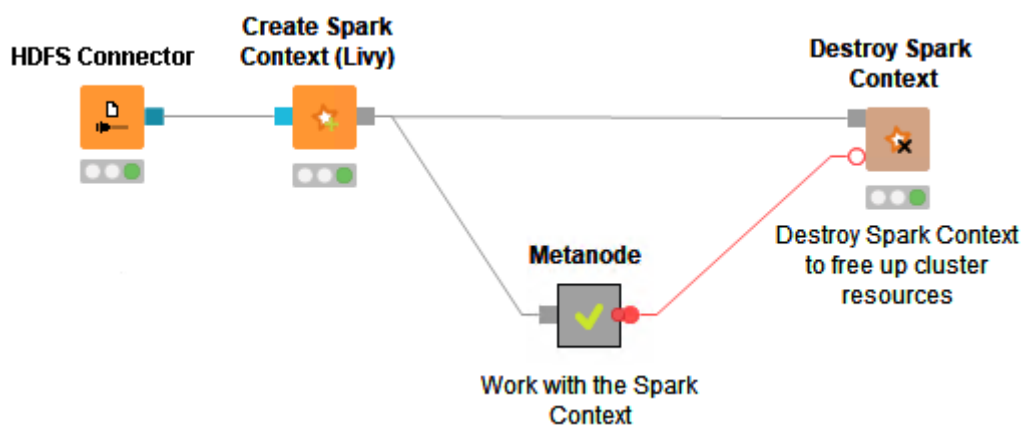 HDFS Connector
Create Spark
Context (Livy)
Destroy Spark
Context
Destroy Spark Context
to free up cluster
resources
Metanode
Work with the Spark
Context